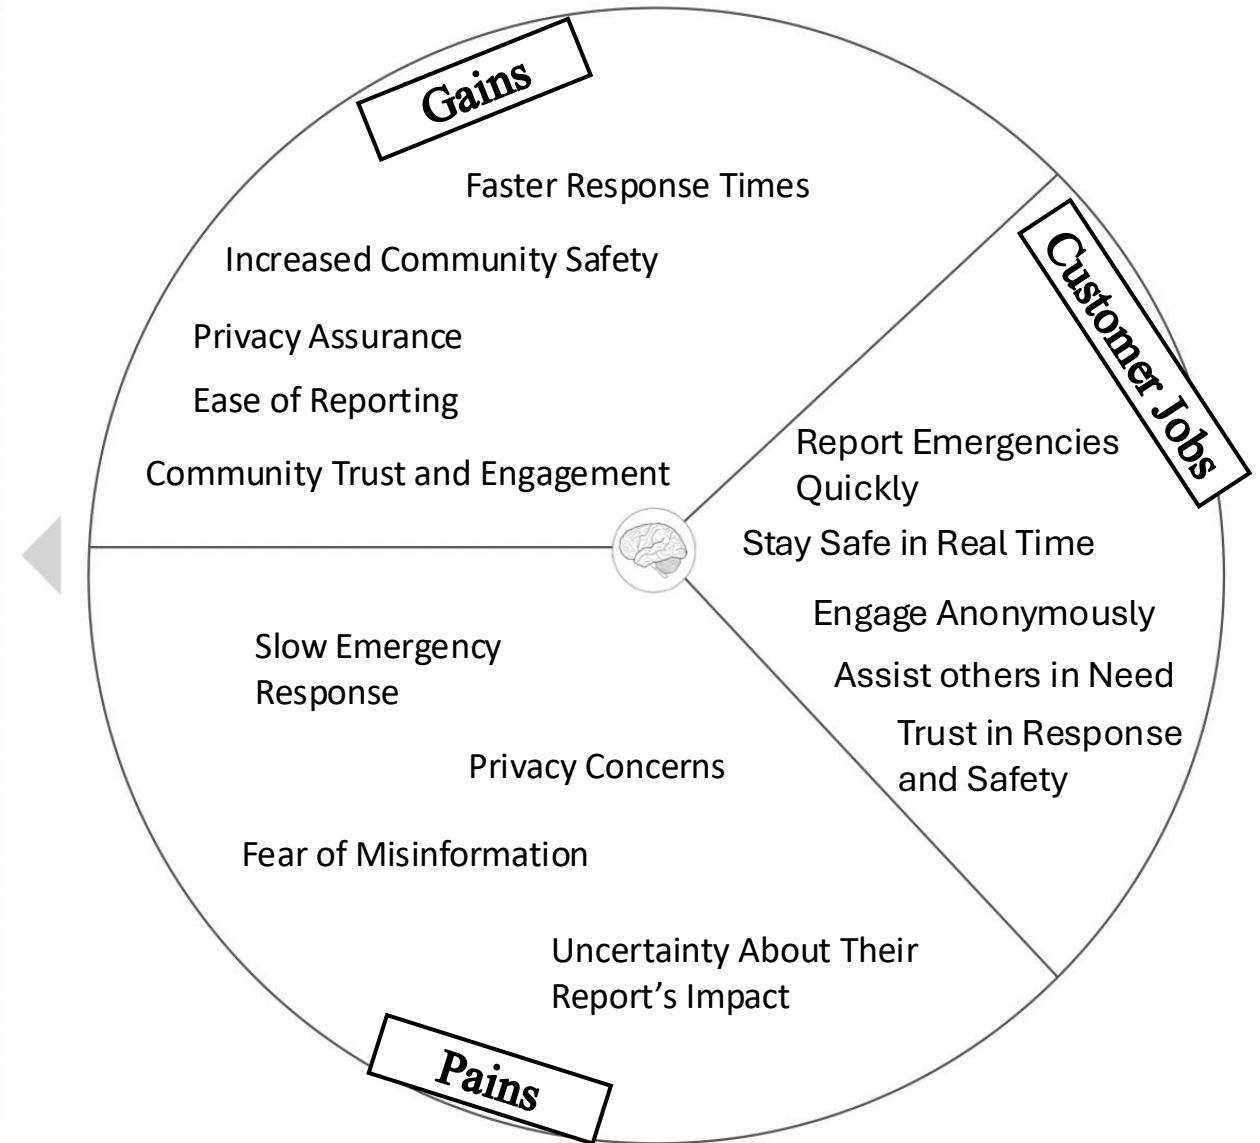 Gains
Faster Response Times
Increased Community Safety
Privacy Assurance
Ease of Reporting
Community Trust and Engagement
Customer Jobs
Report Emergencies
Quickly
Stay Safe in Real Time
Engage Anonymously
Assist others in Need
Trust in Response
and Safety
Slow Emergency
Response
Privacy Concerns
Fear of Misinformation
Uncertainty About Their
Report’s Impact
Pains